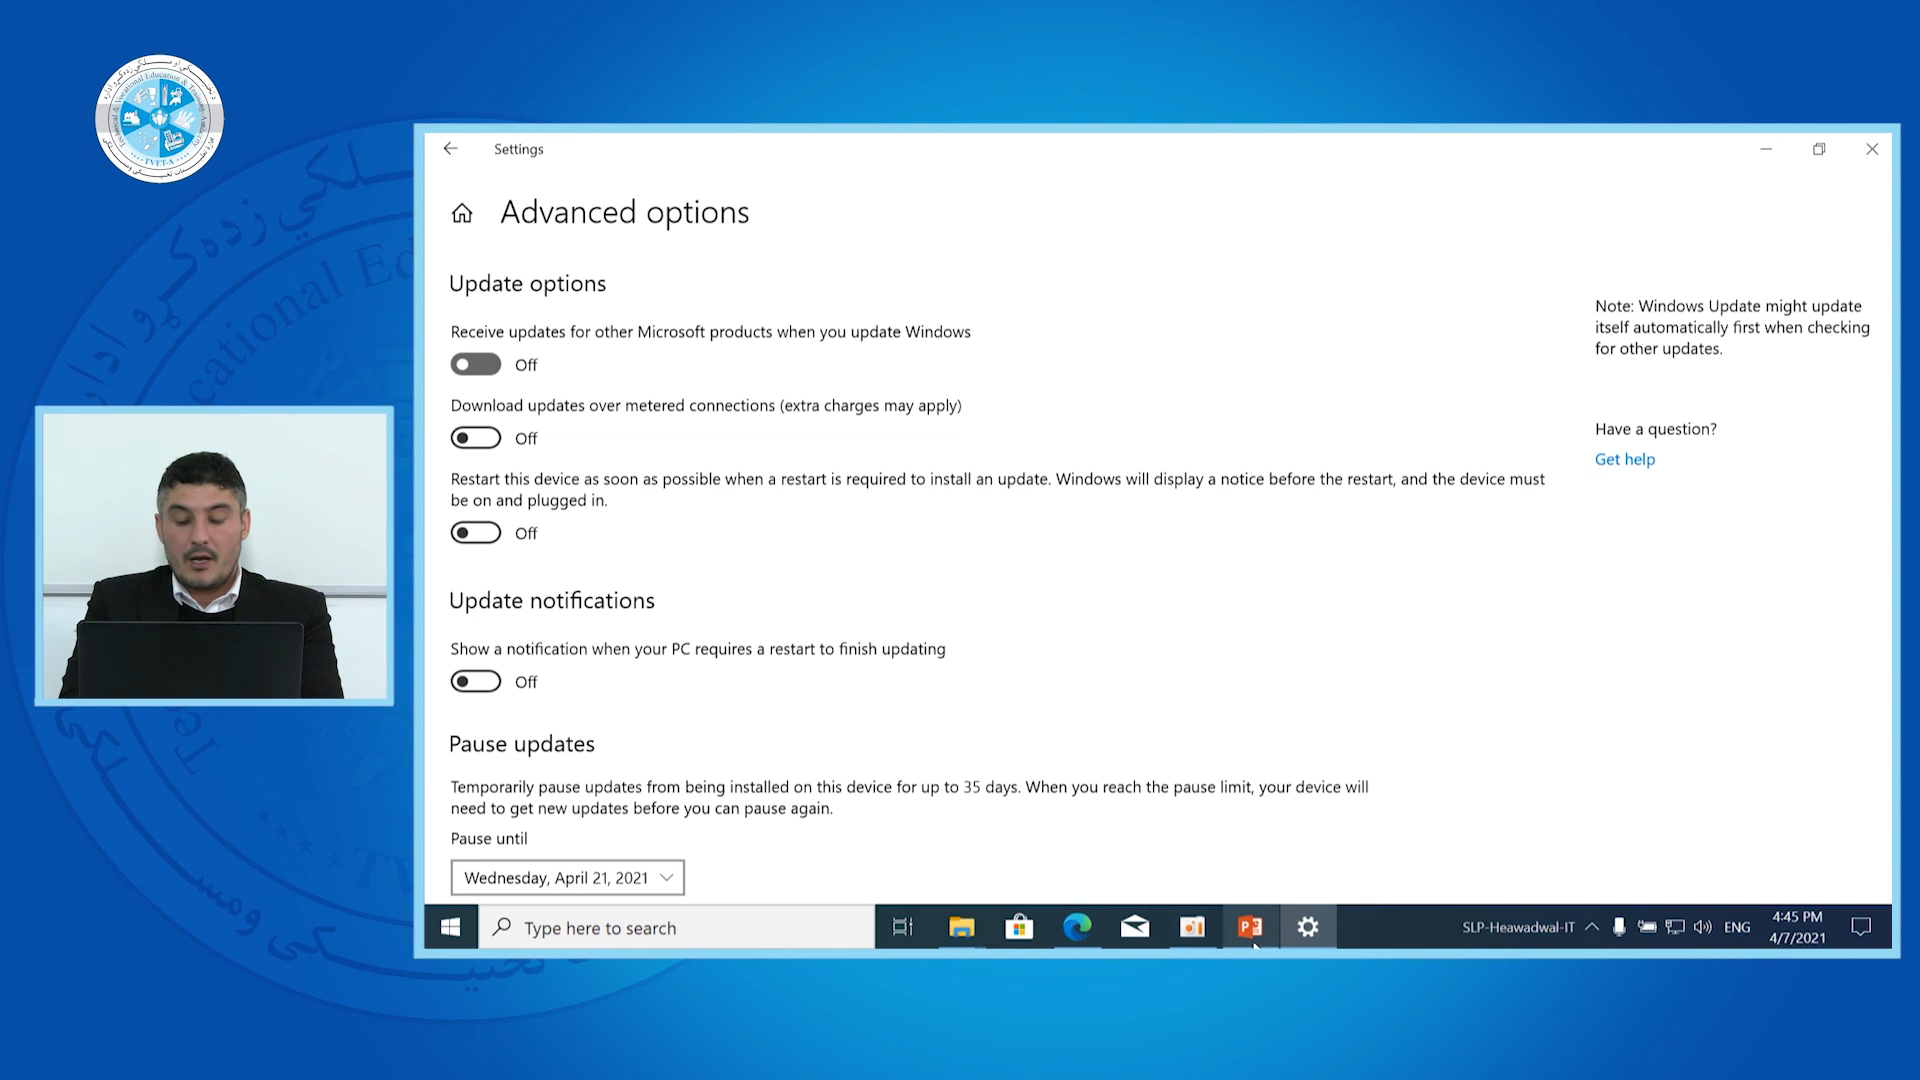 Technical & Vocational Education & Training Authority
TVET-A
Settings
Advanced options
Update options
Receive updates for other Microsoft products when you update Windows
Off
Download updates over metered connections (extra charges may apply)
Off
Restart this device as soon as possible when a restart is required to install an update. Windows will display a notice before the restart, and the device must
be on and plugged in.
Off
Update notifications
Show a notification when your PC requires a restart to finish updating
Off
Pause updates
Temporarily pause updates from being installed on this device for up to 35 days. When you reach the pause limit, your device will
need to get new updates before you can pause again.
Pause until
Wednesday, April 21, 2021
Note: Windows Update might update
itself automatically first when checking
for other updates.
Have a question?
Get help
Type here to search
SLP-Heawadwal-IT
ENG
4:45 PM
4/7/2021